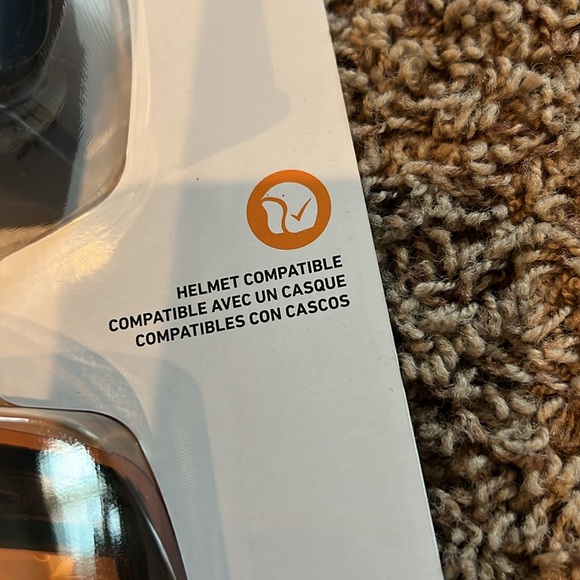 HELMET COMPATIBLE
COMPATIBLE AVEC UN CASQUE
COMPATIBLES CON CASCOS